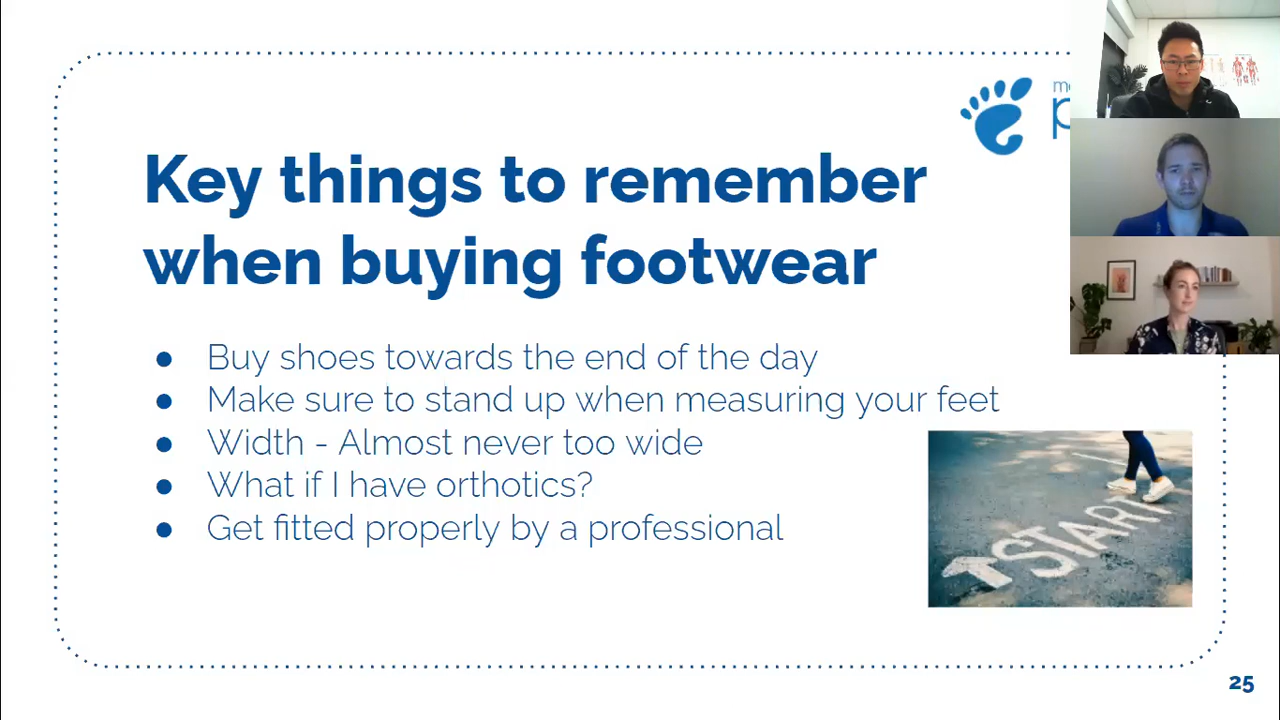 Key things to remember
when buying footwear
● Buy shoes towards the end of the day
● Make sure to stand up when measuring your feet
● Width - Almost never too wide
● What if I have orthotics?
● Get fitted properly by a professional
START
25